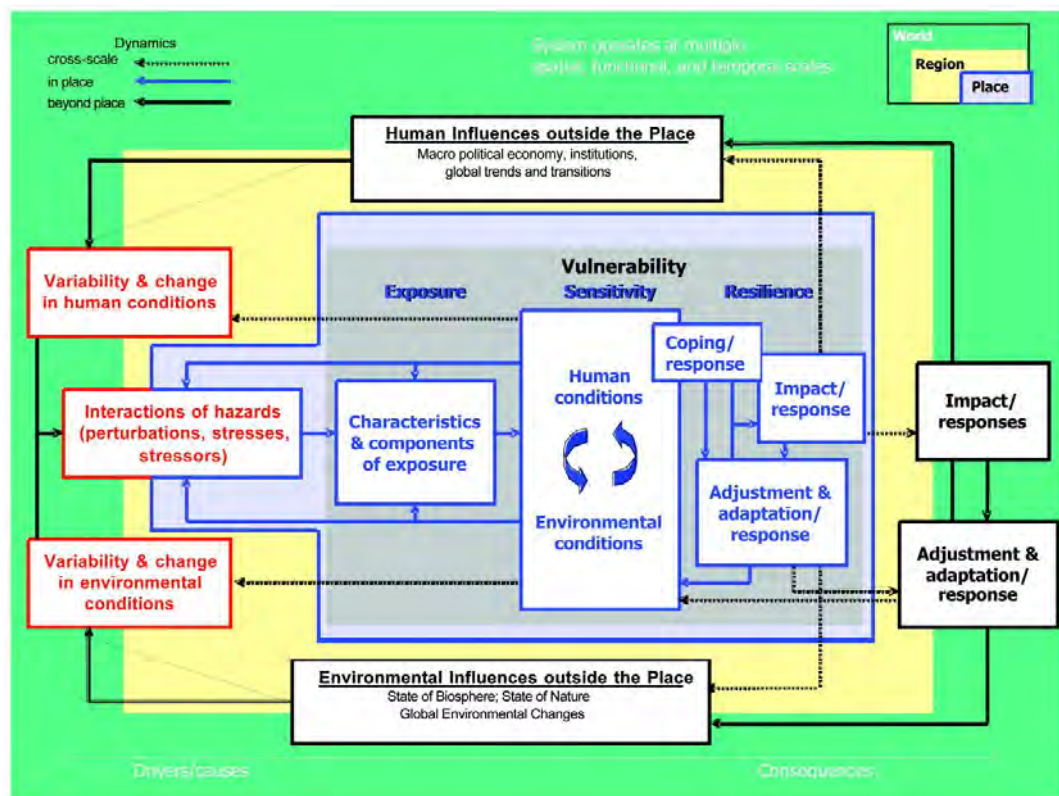 Dynamics
cross-scale
in place
beyond place
System operates at multiple
spatial, functional, and temporal scales
World
Region
Place
Human Influences outside the Place
Macro political economy, institutions,
global trends and transitions
Variability & change
in human conditions
Vulnerability
Exposure
Sensitivity
Resilience
Coping/
response
Human
conditions
Impact/
response
Impact/
responses
Interactions of hazards
(perturbations, stresses,
stressors)
Characteristics
& components
of exposure
Environmental
conditions
Adjustment &
adaptation/
response
Adjustment &
adaptation/
response
Variability & change
in environmental
conditions
Environmental Influences outside the Place
State of Biosphere; State of Nature
Global Environmental Changes
Drivers/causes
Consequences